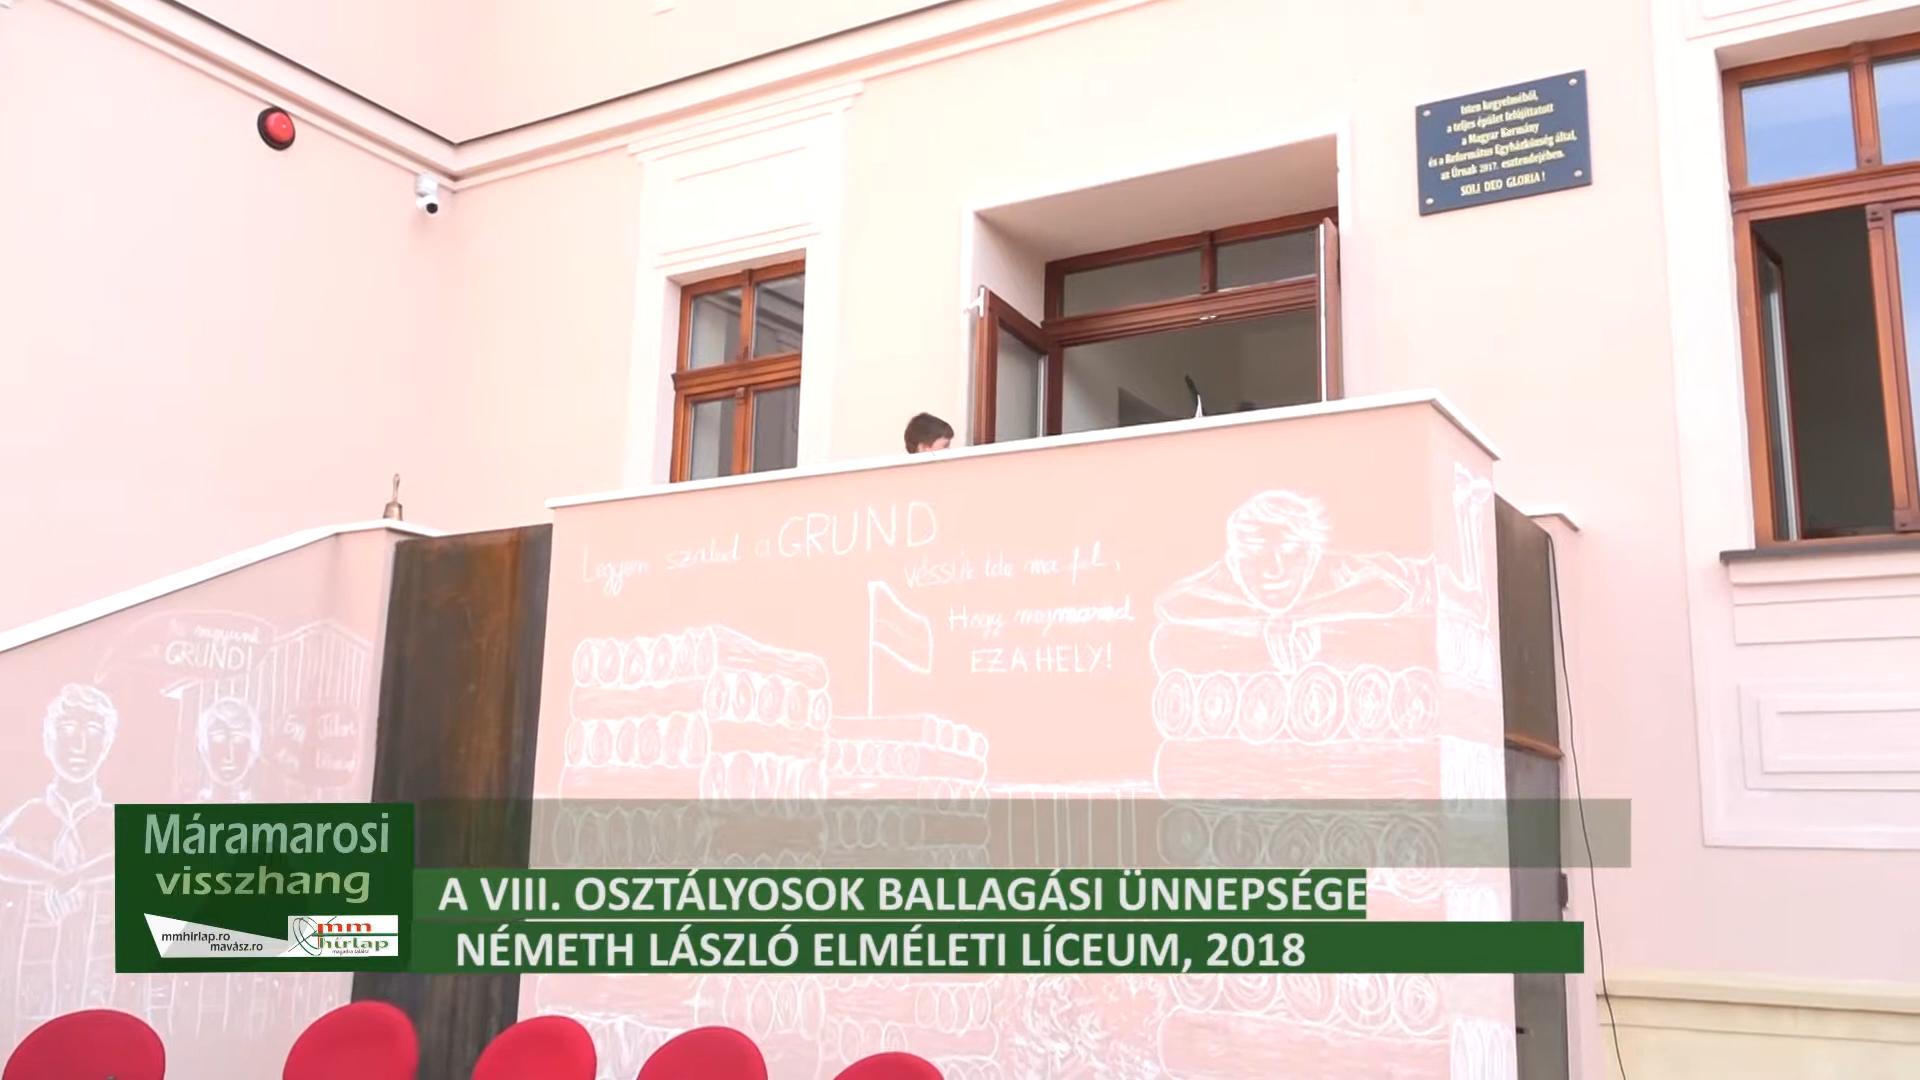 Isten kegyelméből,
a teljes épület felújíttatott
a Magyar Kormány
és a Református Egyházközség által,
az Úrnak 2017. esztendejében.
SOLI DEO GLORIA!
Legyen szabad a GRUND
véssük ide ma fel,
Hogy
EZ A HELY!
GRUND!
Máramarosi
visszhang
mmhirlap.ro
mavász.ro
mm
hírlap
A VIII. OSZTÁLYOSOK BALLAGÁSI ÜNNEPSÉGE
NÉMETH LÁSZLÓ ELMÉLETI LÍCEUM, 2018